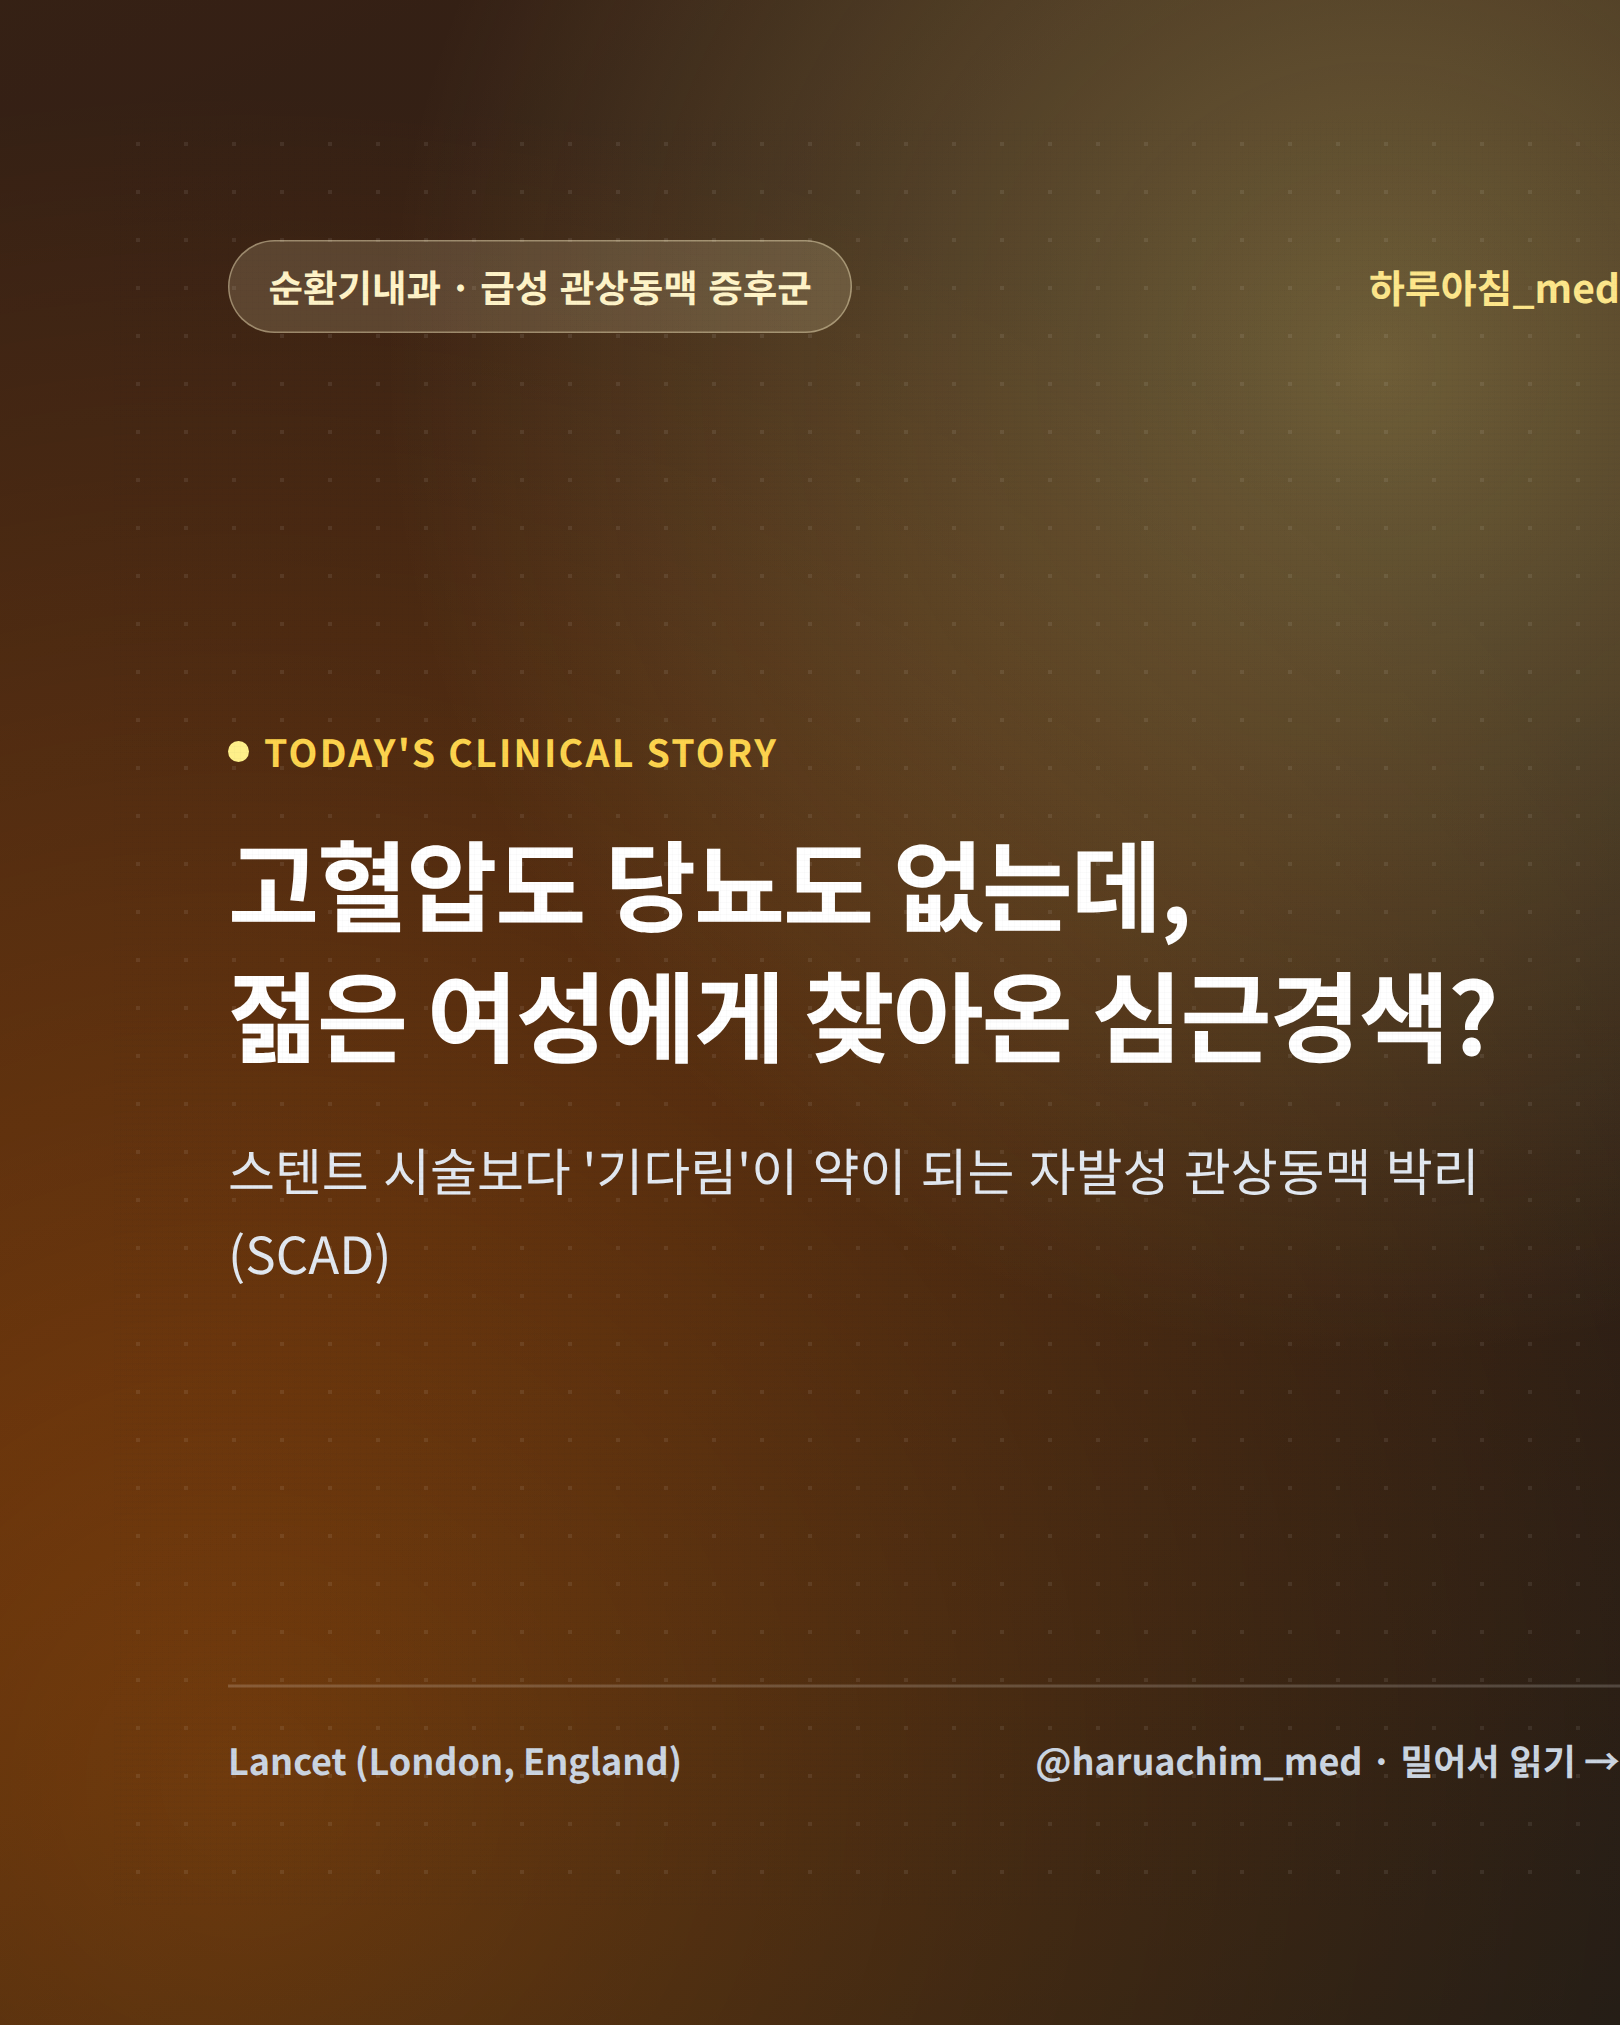 순환기내과 · 급성 관상동맥 증후군
하루아침_med
TODAY'S CLINICAL STORY
고혈압도 당뇨도 없는데,
젊은 여성에게 찾아온 심근경색?
스텐트 시술보다 '기다림'이 약이 되는 자발성 관상동맥 박리
(SCAD)
Lancet (London, England)
@haruachim_med · 밀어서 읽기 →